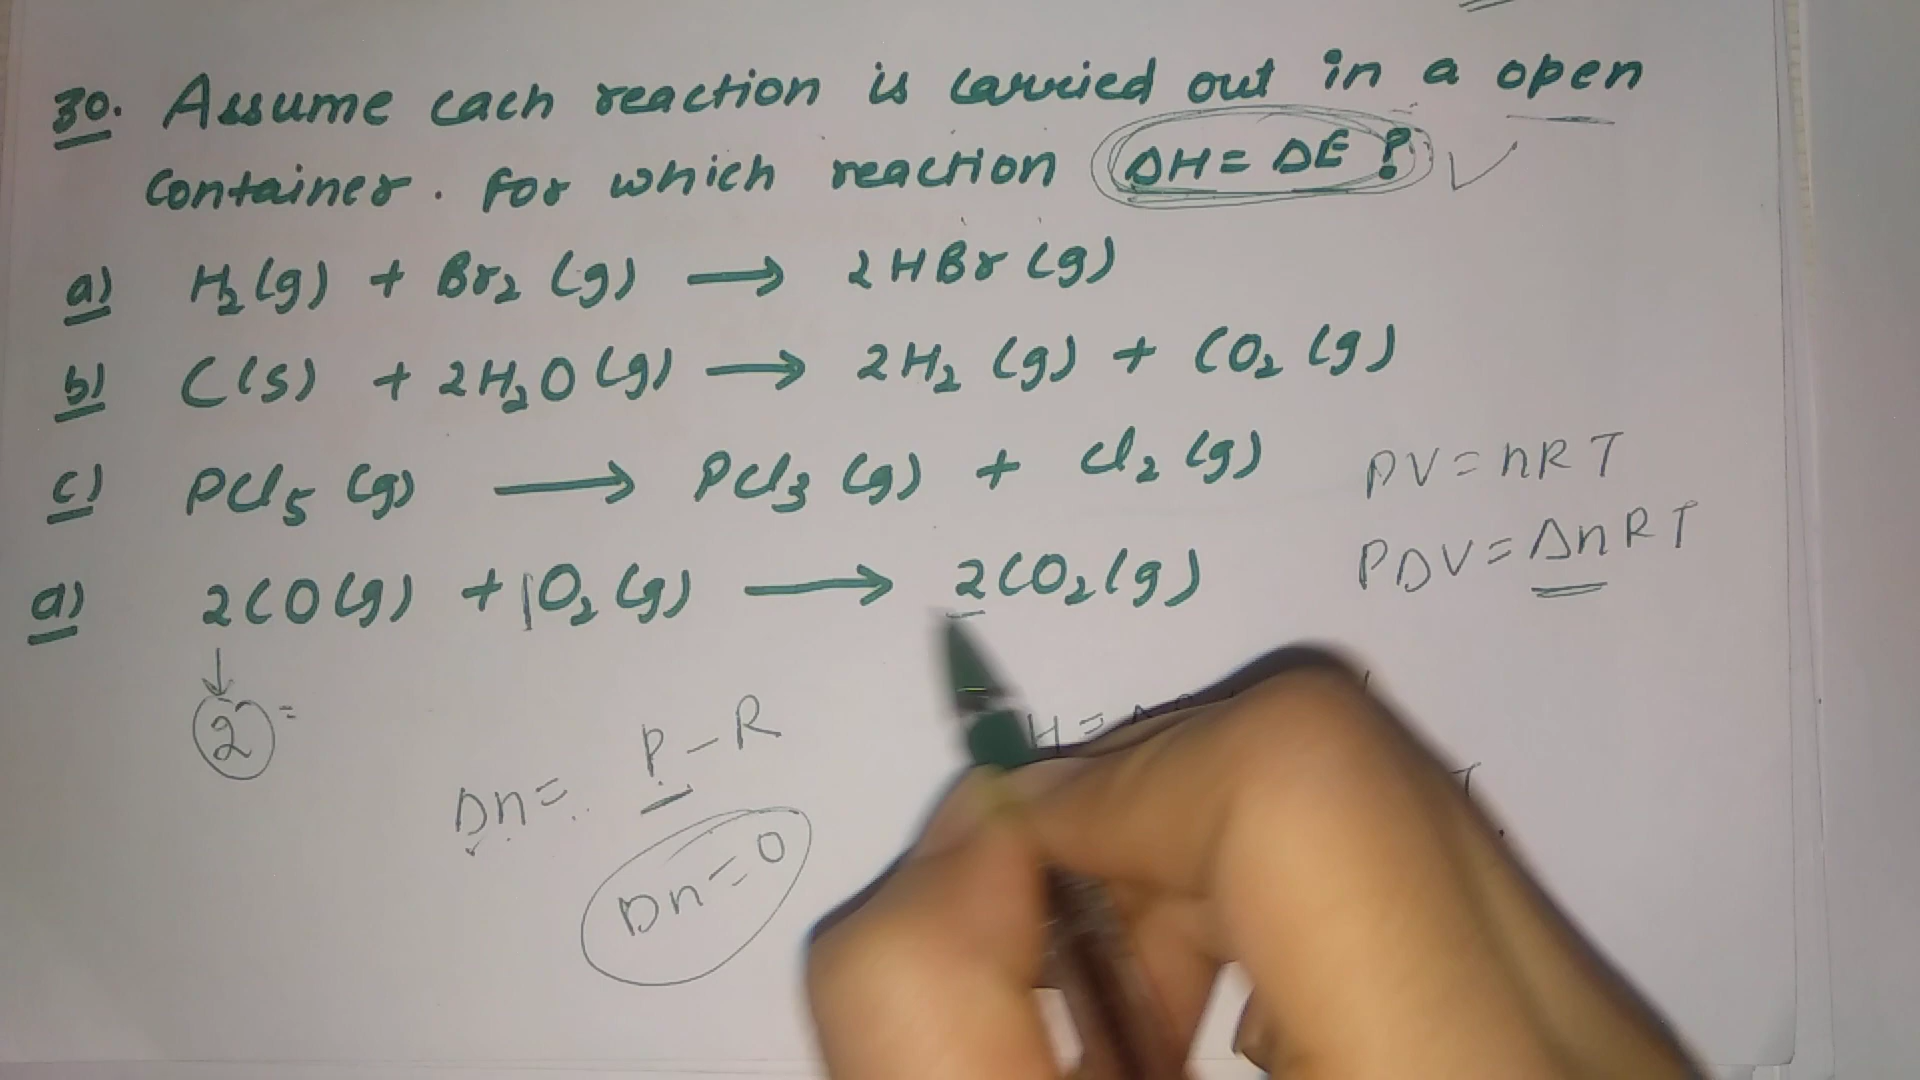 30. Assume each reaction is carried out in a open
container. For which reaction ΔH = ΔE ?
a) H₂(g) + Br₂ (g) → 2HBr (g)
b) C(s) + 2H₂O (g) → 2H₂ (g) + CO₂ (g)
c) PCl₅ (g) → PCl₃ (g) + Cl₂ (g)
PV = nRT
PΔV = ΔnRT
d) 2CO(g) + 1O₂ (g) → 2CO₂ (g)
↓
2 =
Δn = P - R
Δn = 0
H =